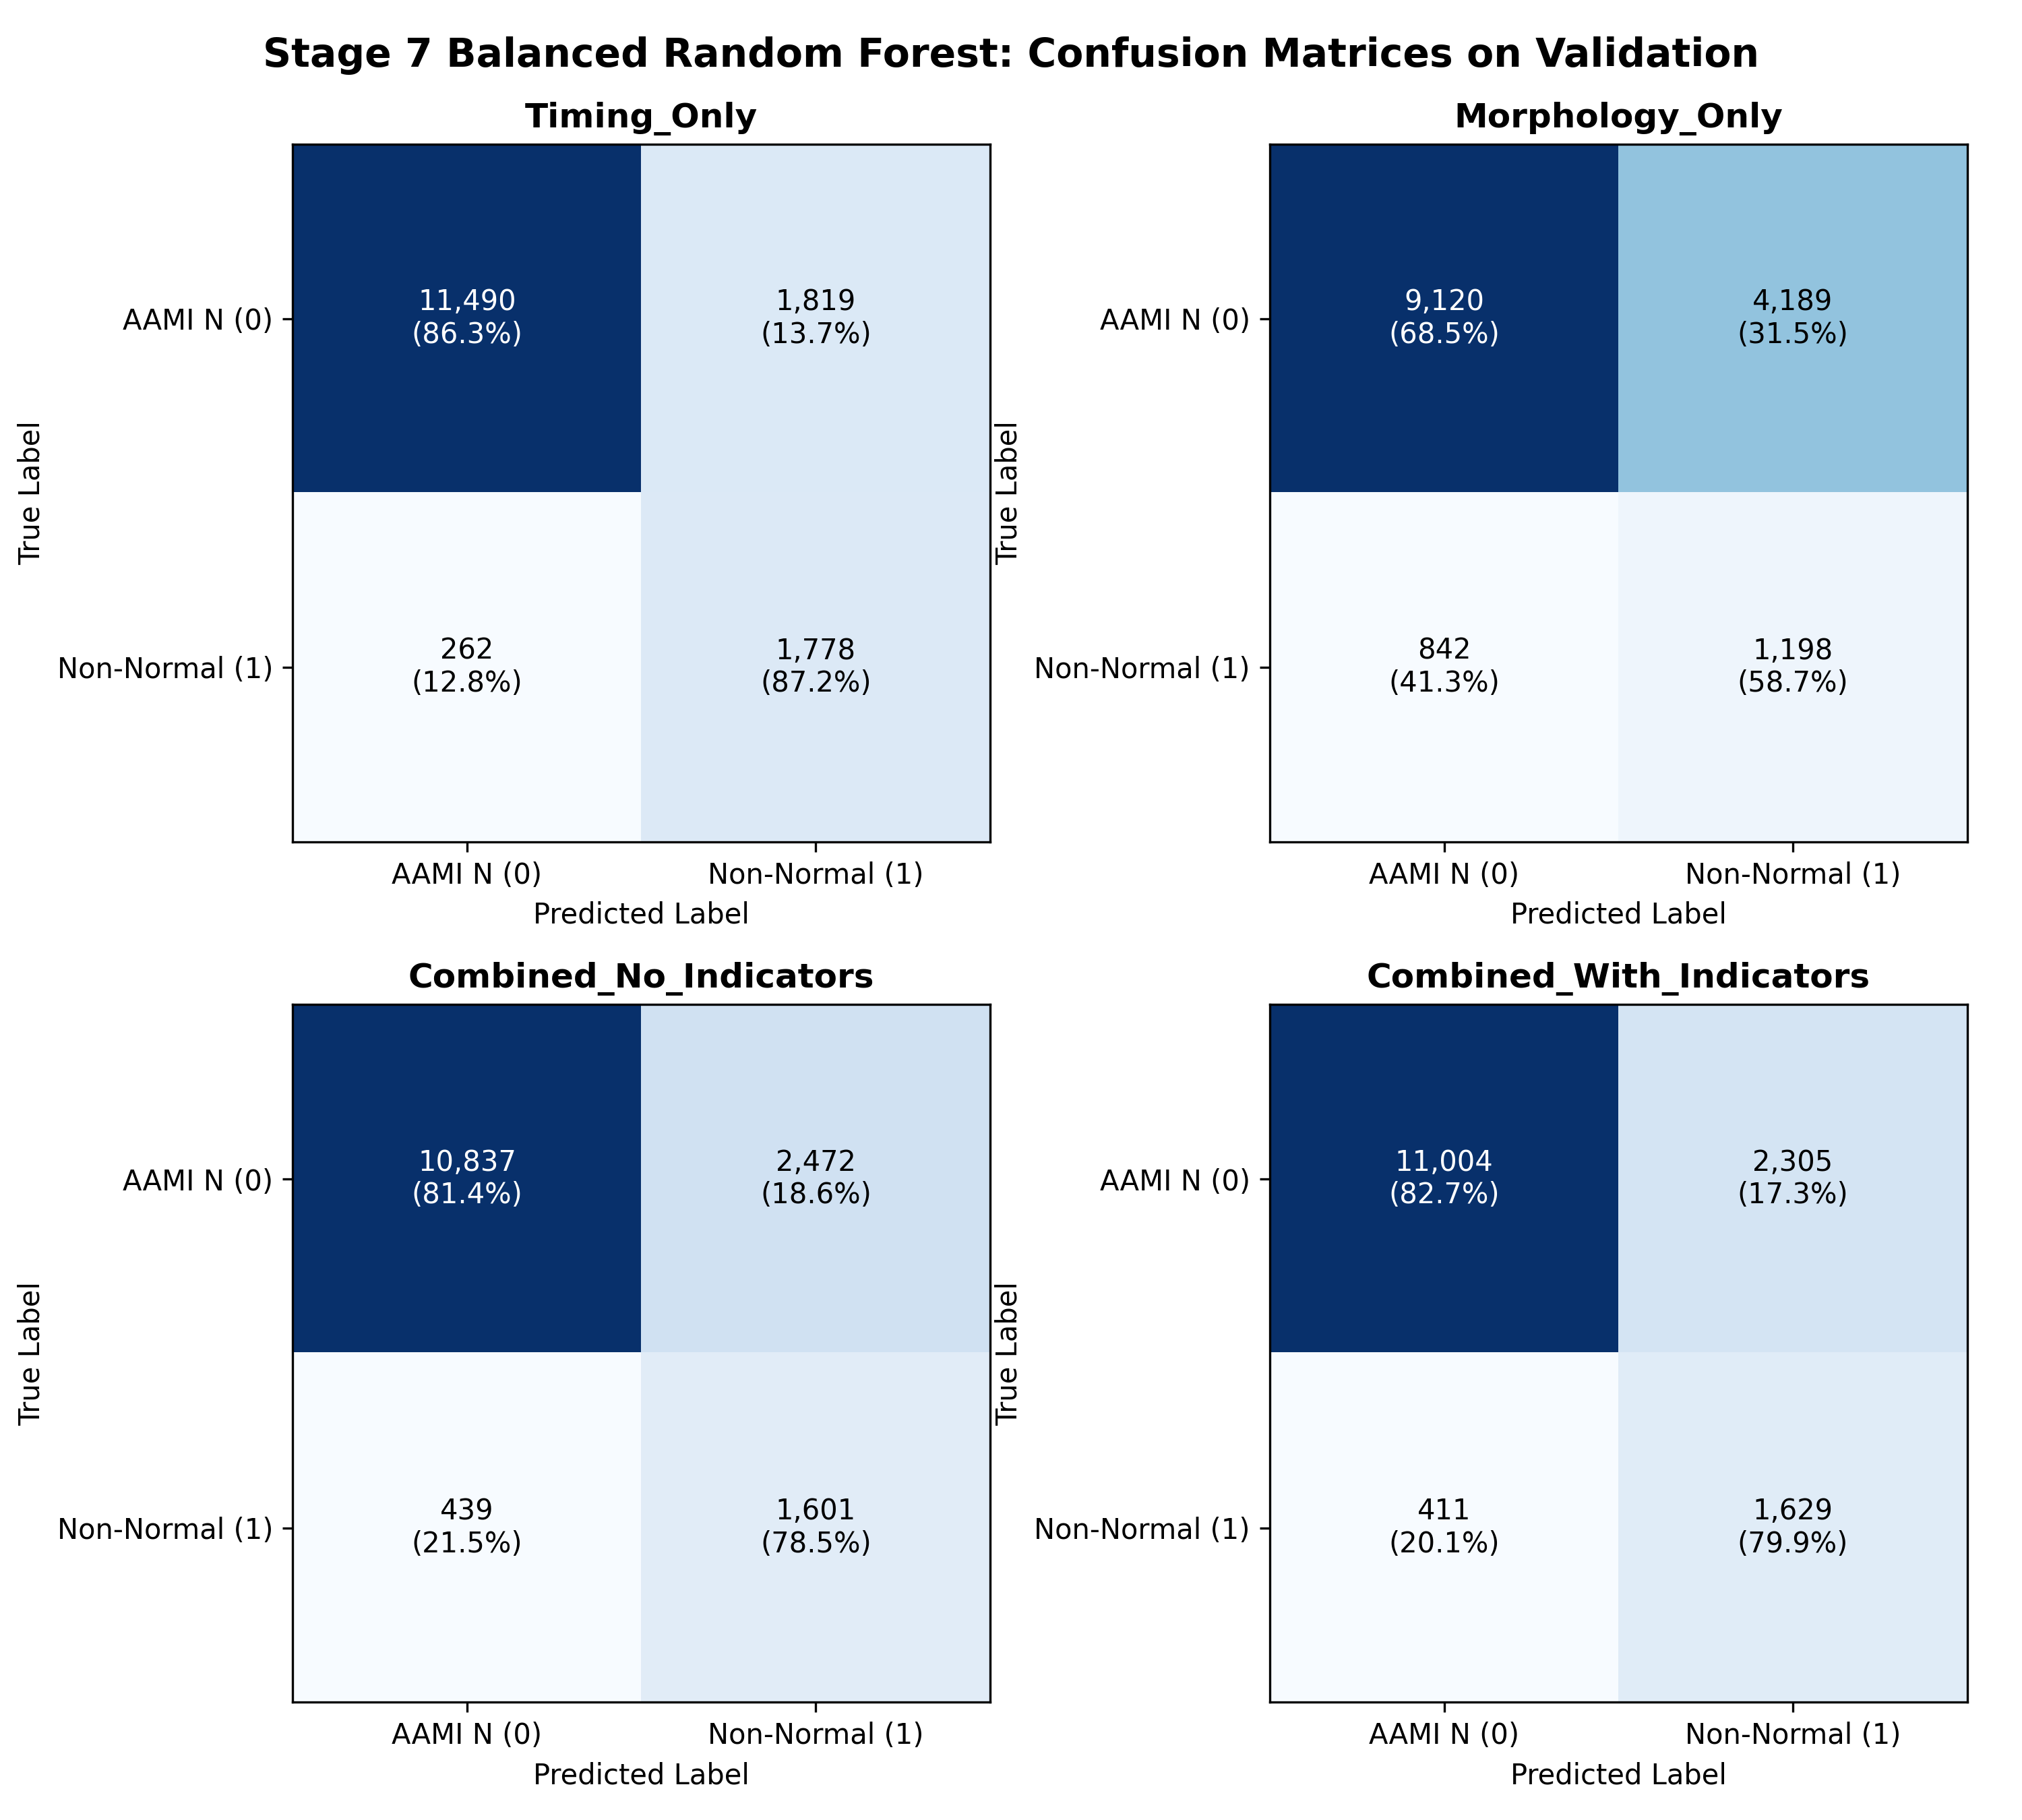 Stage 7 Balanced Random Forest: Confusion Matrices on Validation
Timing_Only
True Label
AAMI N (0)
11,490
(86.3%)
1,819
(13.7%)
Non-Normal (1)
262
(12.8%)
1,778
(87.2%)
AAMI N (0)
Non-Normal (1)
Predicted Label
Morphology_Only
True Label
AAMI N (0)
9,120
(68.5%)
4,189
(31.5%)
Non-Normal (1)
842
(41.3%)
1,198
(58.7%)
AAMI N (0)
Non-Normal (1)
Predicted Label
Combined_No_Indicators
True Label
AAMI N (0)
10,837
(81.4%)
2,472
(18.6%)
Non-Normal (1)
439
(21.5%)
1,601
(78.5%)
AAMI N (0)
Non-Normal (1)
Predicted Label
Combined_With_Indicators
True Label
AAMI N (0)
11,004
(82.7%)
2,305
(17.3%)
Non-Normal (1)
411
(20.1%)
1,629
(79.9%)
AAMI N (0)
Non-Normal (1)
Predicted Label